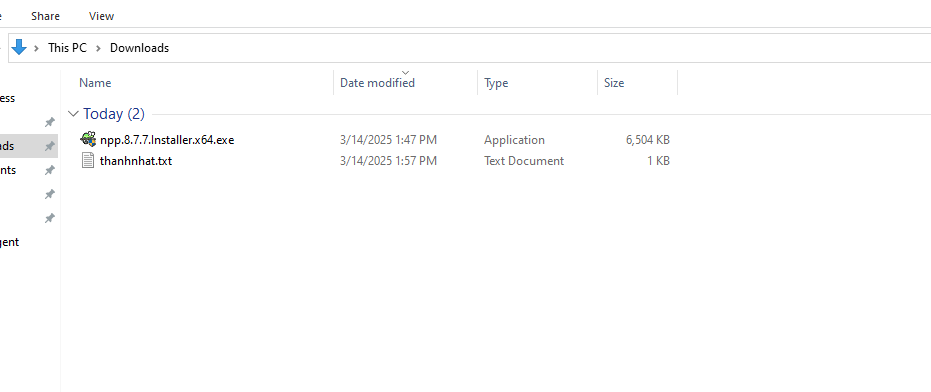 Share View
This PC > Downloads
Name Date modified Type Size
ess
Today (2)
npp.8.7.7.Installer.x64.exe 3/14/2025 1:47 PM Application 6,504 KB
ads
thanhnhat.txt 3/14/2025 1:57 PM Text Document 1 KB
nts
gent